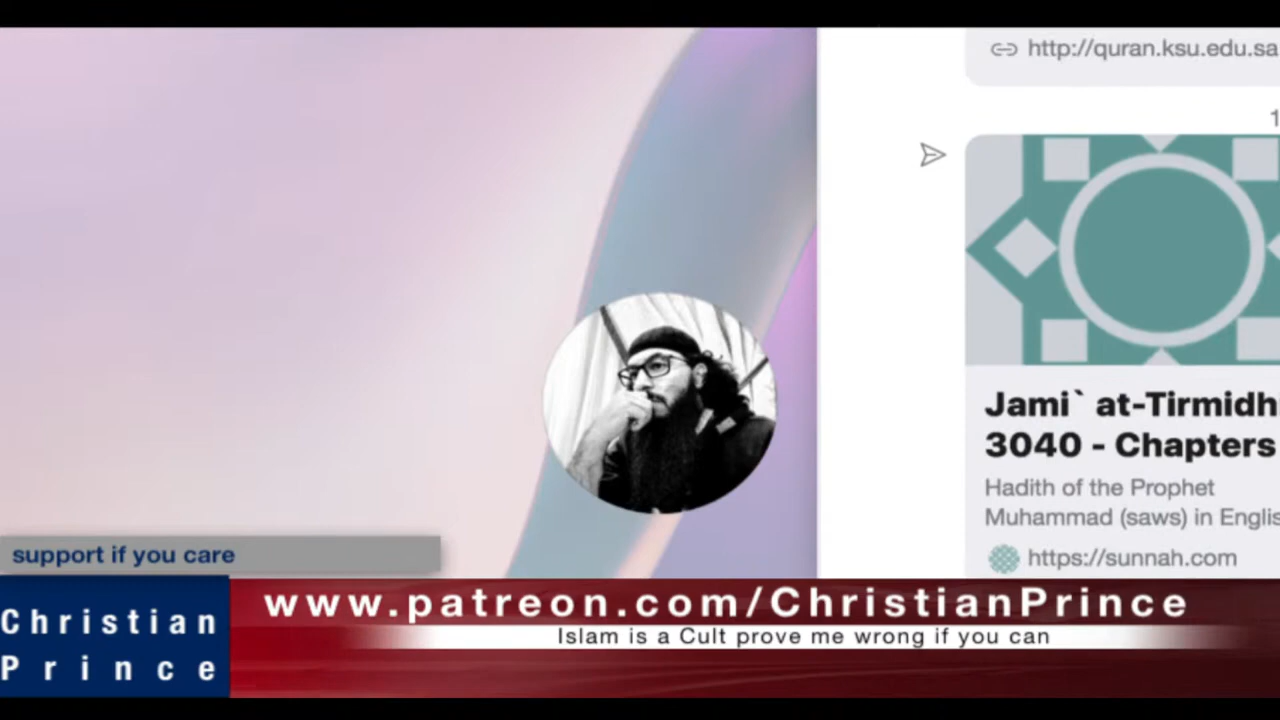 http://quran.ksu.edu.sa
1
Jami` at-Tirmidh
3040 - Chapters
Hadith of the Prophet
Muhammad (saws) in Englis
https://sunnah.com
support if you care
Christian
Prince
www.patreon.com/ChristianPrince
Islam is a Cult prove me wrong if you can